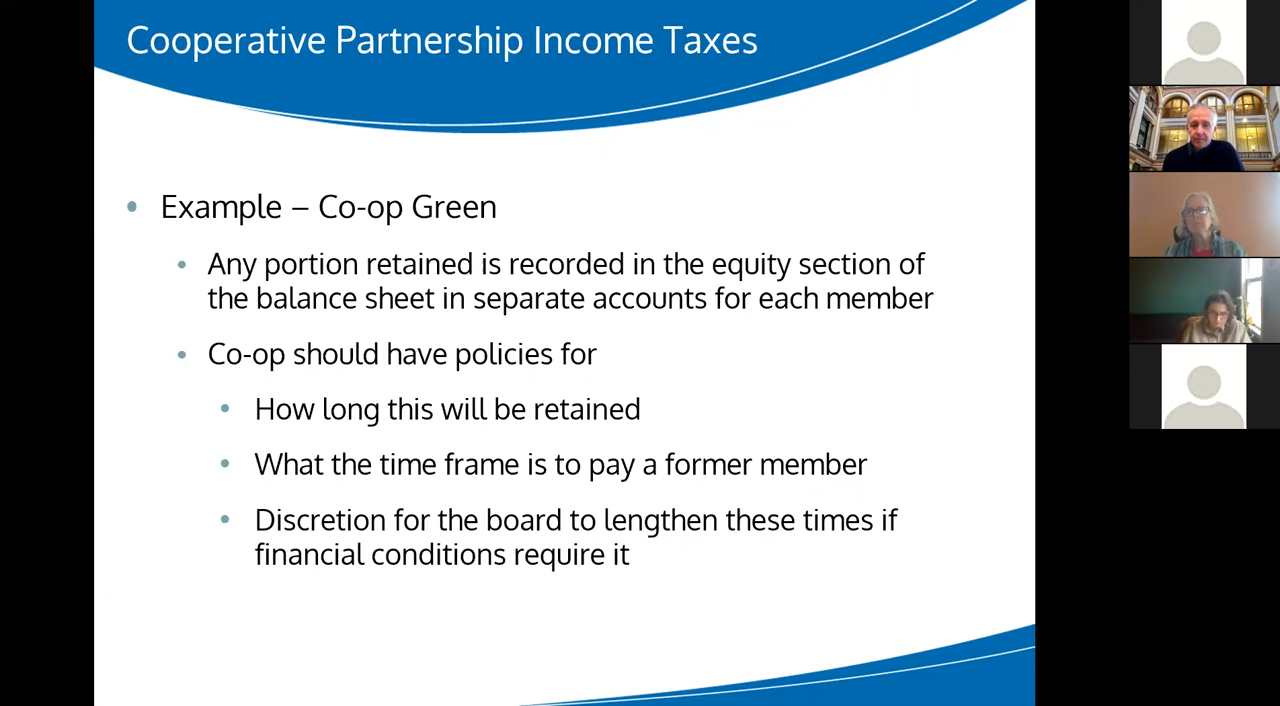 Cooperative Partnership Income Taxes
• Example – Co-op Green
• Any portion retained is recorded in the equity section of
the balance sheet in separate accounts for each member
• Co-op should have policies for
• How long this will be retained
• What the time frame is to pay a former member
• Discretion for the board to lengthen these times if
financial conditions require it